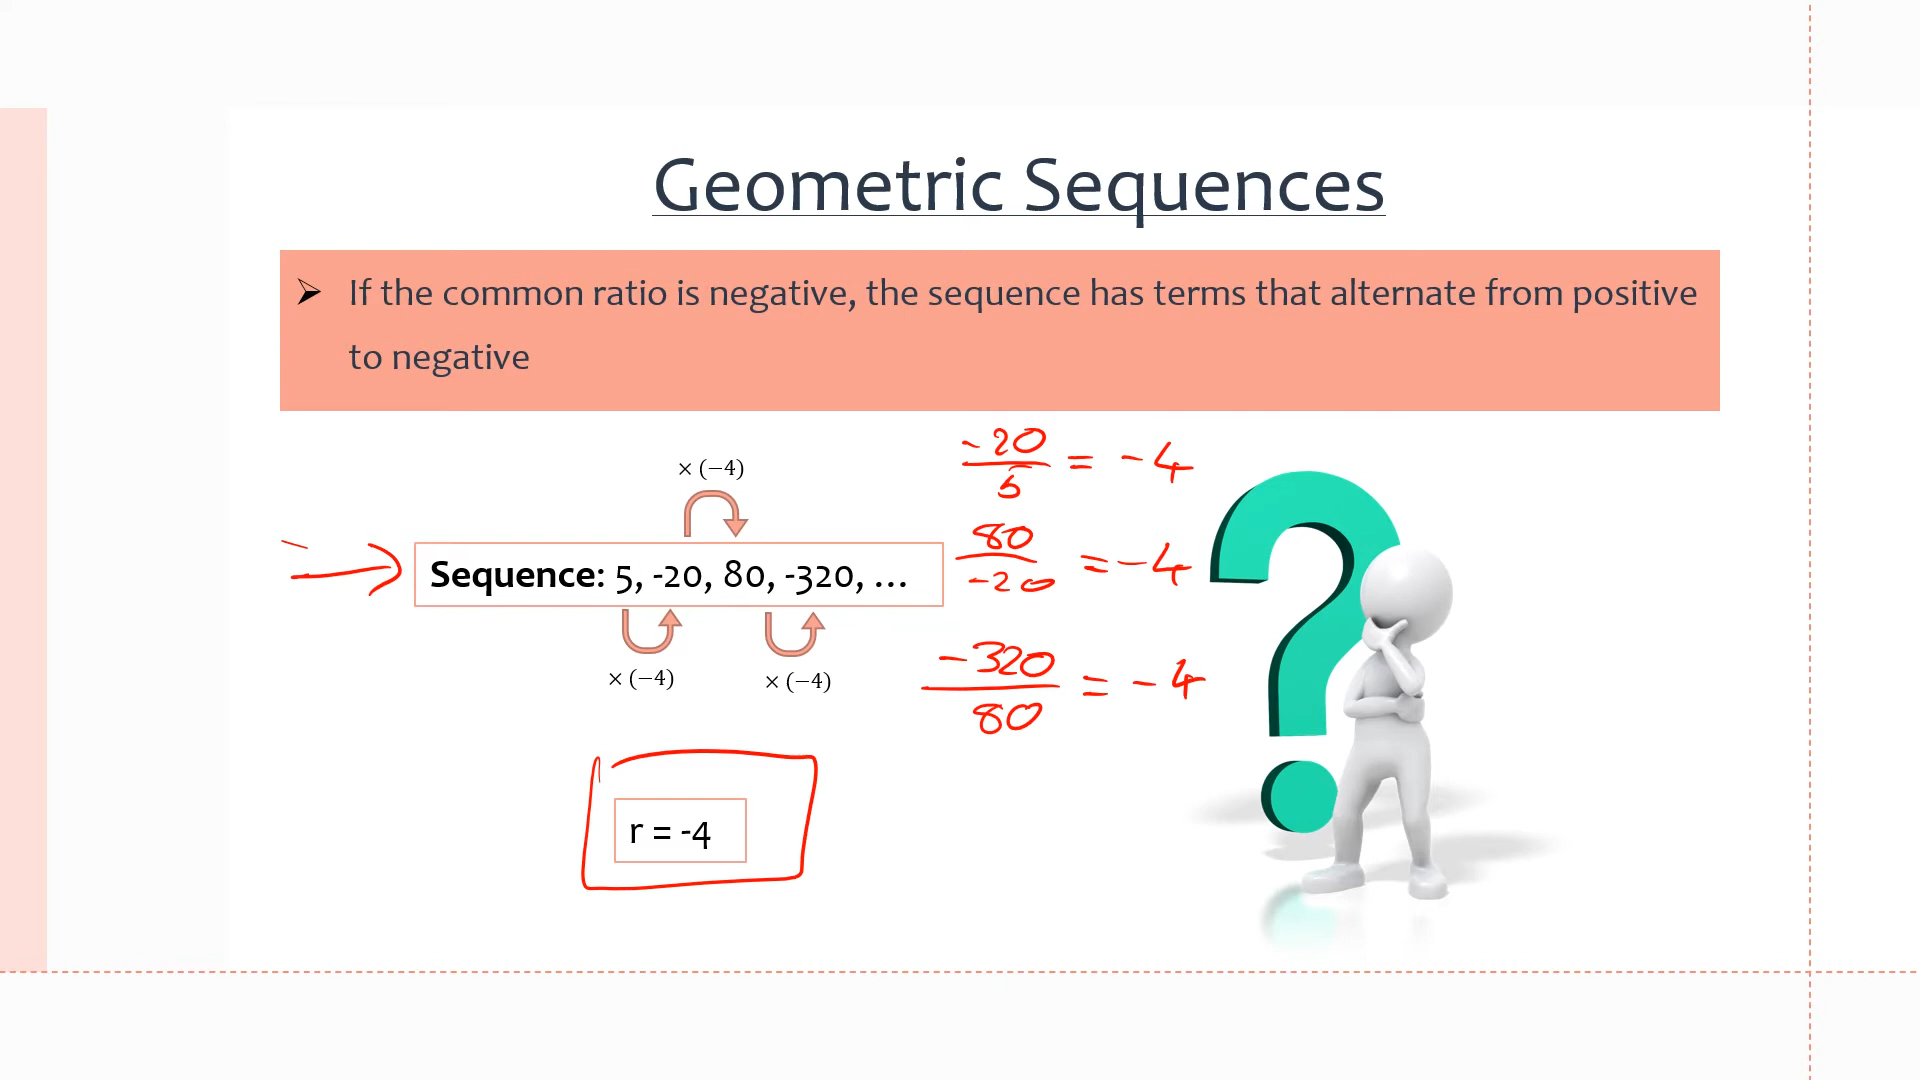 Geometric Sequences
➢ If the common ratio is negative, the sequence has terms that alternate from positive
to negative
× (−4)
Sequence: 5, -20, 80, -320, …
× (−4) × (−4)
r = -4
-20/5 = -4
80/-20 = -4
-320/80 = -4